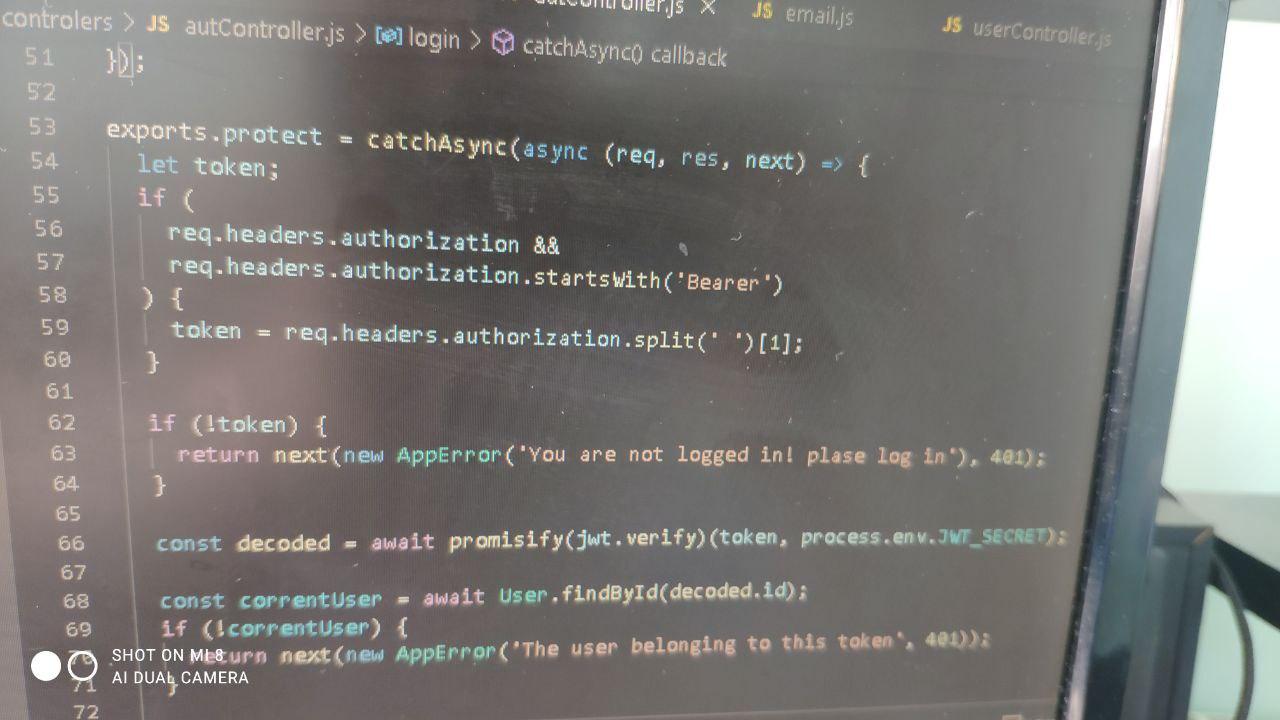 autController.js × JS email.js JS userController.js
controlers > JS autController.js > login > catchAsync() callback
51 });
52
53 exports.protect = catchAsync(async (req, res, next) => {
54 let token;
55 if (
56 req.headers.authorization &&
57 req.headers.authorization.startsWith('Bearer')
58 ) {
59 token = req.headers.authorization.split(' ')[1];
60 }
61
62 if (!token) {
63 return next(new AppError('You are not logged in! plase log in'), 401);
64 }
65
66 const decoded = await promisify(jwt.verify)(token, process.env.JWT_SECRET);
67
68 const correntUser = await User.findById(decoded.id);
69 if (!correntUser) {
70 return next(new AppError('The user belonging to this token', 401));
71 }
72
SHOT ON MI 8
AI DUAL CAMERA